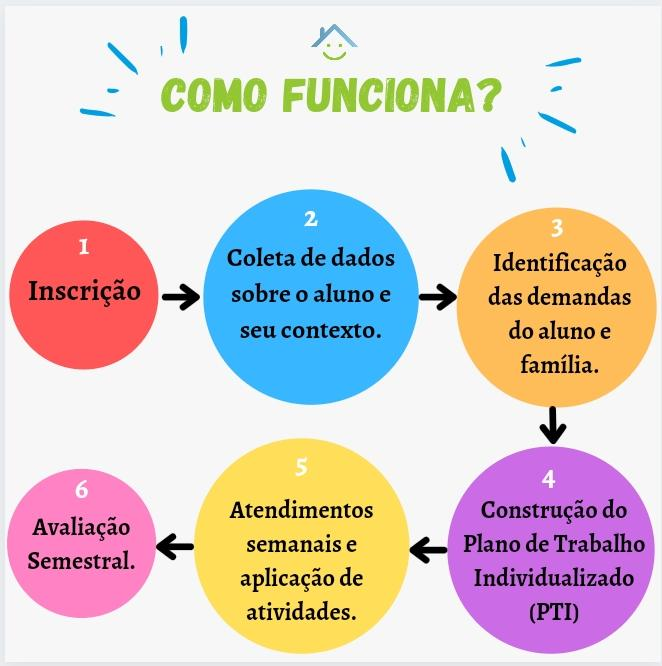 COMO FUNCIONA?
1
Inscrição
2
Coleta de dados
sobre o aluno e
seu contexto.
3
Identificação
das demandas
do aluno e
família.
4
Construção do
Plano de Trabalho
Individualizado
(PTI)
5
Atendimentos
semanais e
aplicação de
atividades.
6
Avaliação
Semestral.